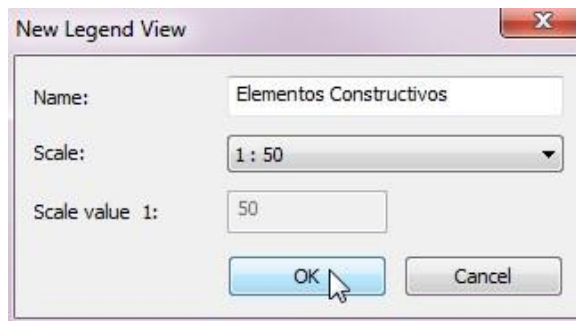 New Legend View
Name: Elementos Constructivos
Scale: 1 : 50
Scale value 1: 50
OK Cancel